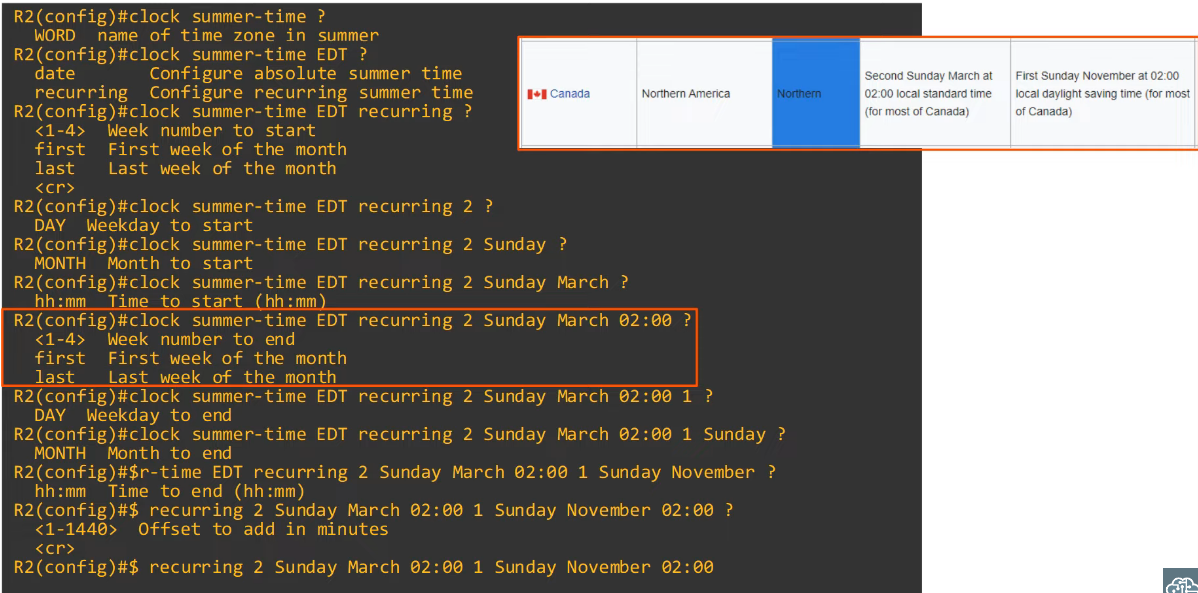 R2(config)#clock summer-time ?
  WORD  name of time zone in summer
R2(config)#clock summer-time EDT ?
  date       Configure absolute summer time
  recurring  Configure recurring summer time
R2(config)#clock summer-time EDT recurring ?
  <1-4>  Week number to start
  first  First week of the month
  last   Last week of the month
  <cr>
R2(config)#clock summer-time EDT recurring 2 ?
  DAY  Weekday to start
R2(config)#clock summer-time EDT recurring 2 Sunday ?
  MONTH  Month to start
R2(config)#clock summer-time EDT recurring 2 Sunday March ?
  hh:mm  Time to start (hh:mm)
R2(config)#clock summer-time EDT recurring 2 Sunday March 02:00 ?
  <1-4>  Week number to end
  first  First week of the month
  last   Last week of the month
R2(config)#clock summer-time EDT recurring 2 Sunday March 02:00 1 ?
  DAY  Weekday to end
R2(config)#clock summer-time EDT recurring 2 Sunday March 02:00 1 Sunday ?
  MONTH  Month to end
R2(config)#$r-time EDT recurring 2 Sunday March 02:00 1 Sunday November ?
  hh:mm  Time to end (hh:mm)
R2(config)#$ recurring 2 Sunday March 02:00 1 Sunday November 02:00 ?
  <1-1440>  Offset to add in minutes
  <cr>
R2(config)#$ recurring 2 Sunday March 02:00 1 Sunday November 02:00
Canada
Northern America
Northern
Second Sunday March at
02:00 local standard time
(for most of Canada)
First Sunday November at 02:00
local daylight saving time (for most
of Canada)